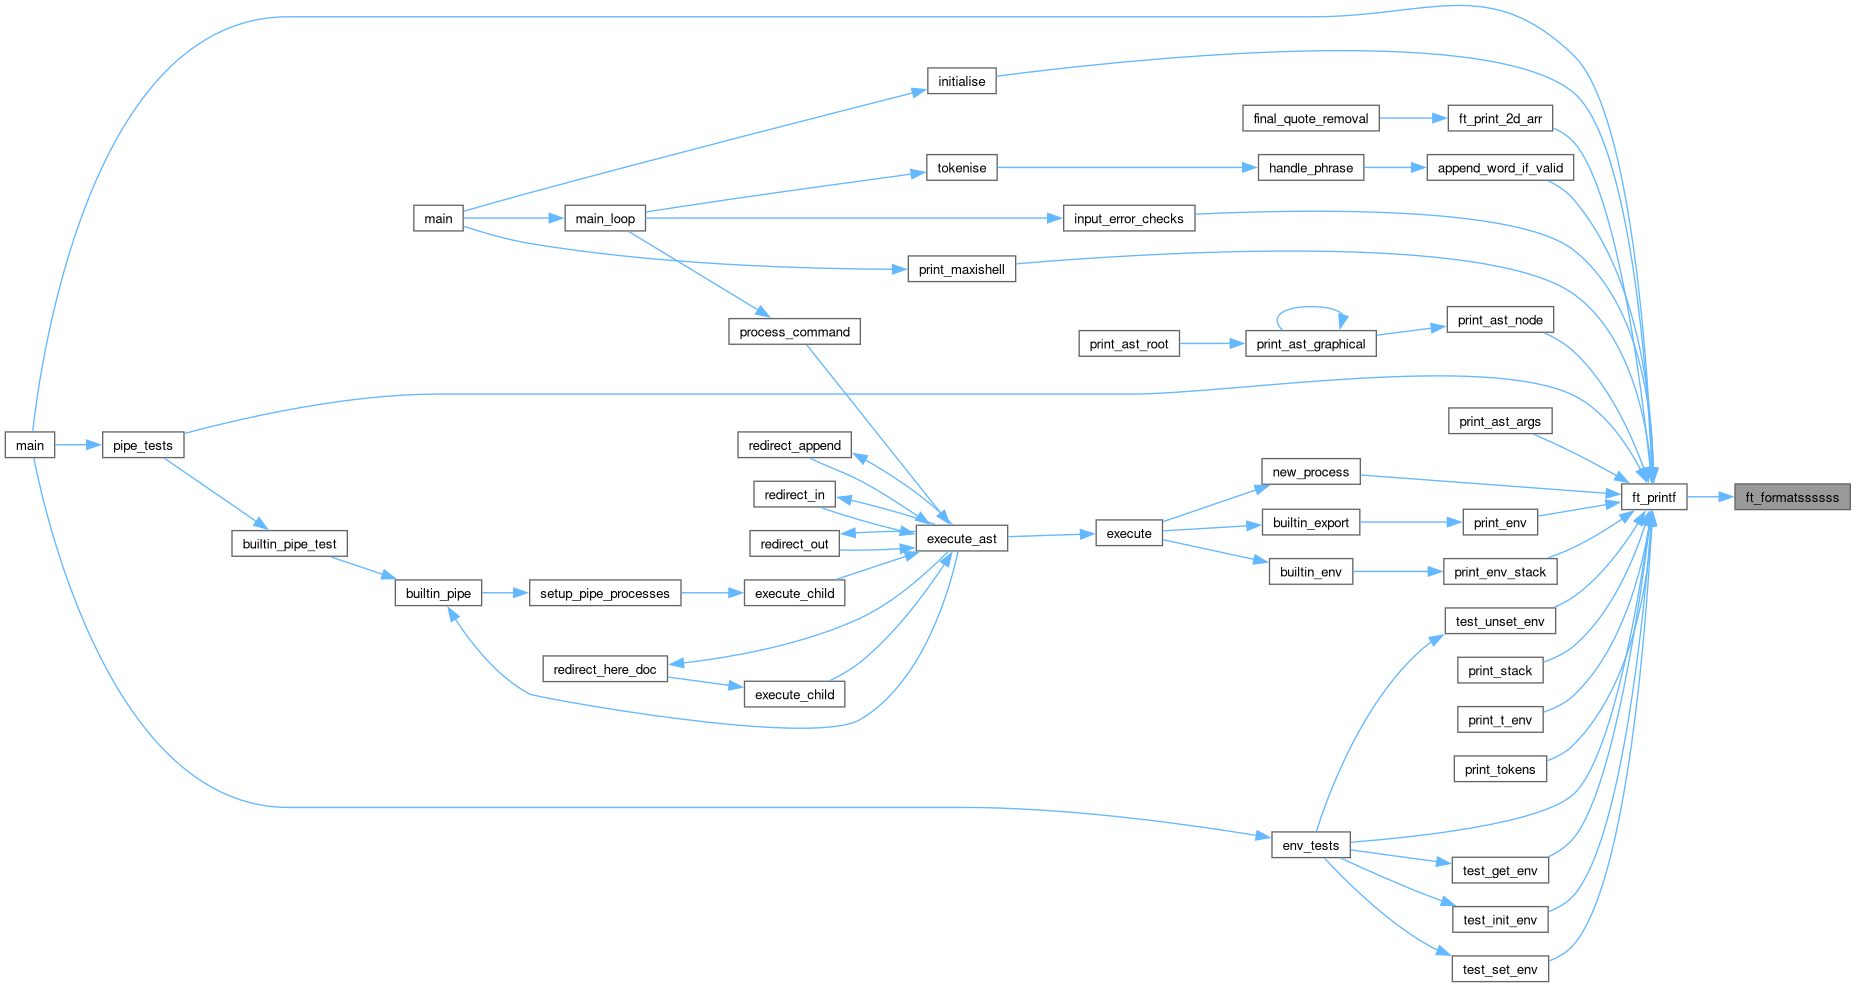 initialise
final_quote_removal
ft_print_2d_arr
tokenise
handle_phrase
append_word_if_valid
main
main_loop
input_error_checks
print_maxishell
process_command
print_ast_root
print_ast_graphical
print_ast_node
print_ast_args
main
pipe_tests
redirect_append
new_process
redirect_in
ft_printf
ft_formatssssss
builtin_pipe_test
redirect_out
execute_ast
execute
builtin_export
print_env
builtin_env
print_env_stack
builtin_pipe
setup_pipe_processes
execute_child
test_unset_env
redirect_here_doc
execute_child
print_stack
print_t_env
print_tokens
env_tests
test_get_env
test_init_env
test_set_env